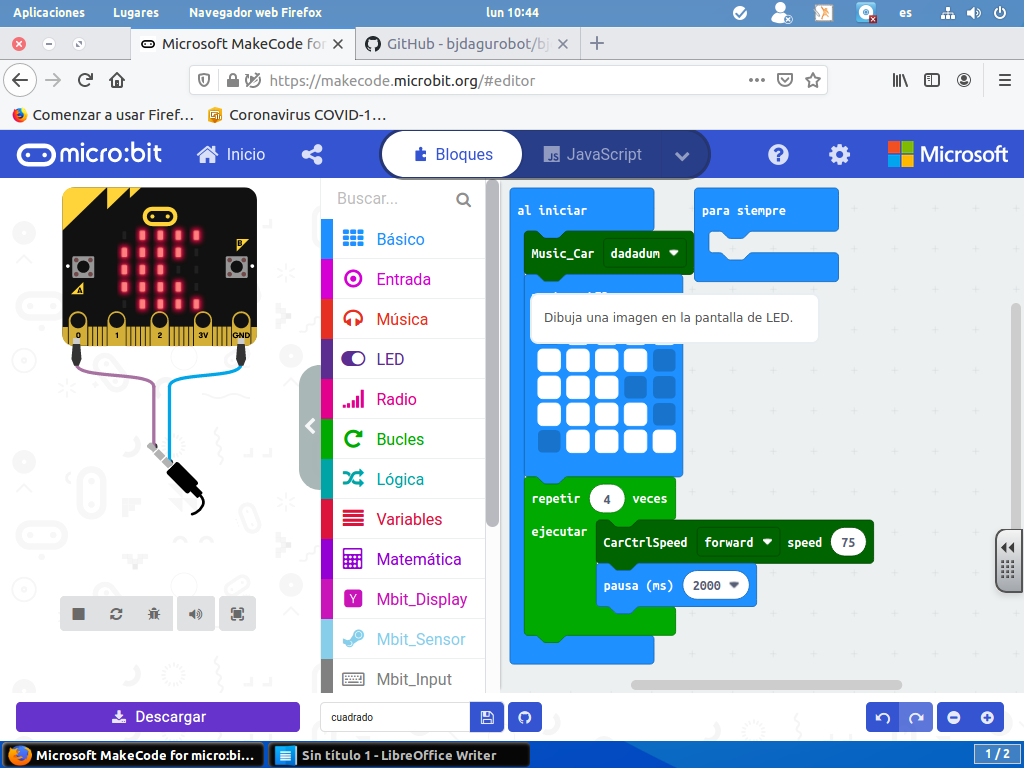 Aplicaciones Lugares Navegador web Firefox lun 10:44 es
Microsoft MakeCode for GitHub - bjdagurobot/bj
https://makecode.microbit.org/#editor
Comenzar a usar Firef… Coronavirus COVID-1…
micro:bit Inicio Bloques JS JavaScript Microsoft
Buscar...
Básico
Entrada
Música
LED
Radio
Bucles
Lógica
Variables
Matemática
Mbit_Display
Mbit_Sensor
Mbit_Input
B
A
0 1 2 3V GND
al iniciar
para siempre
Music_Car dadadum
Dibuja una imagen en la pantalla de LED.
repetir 4 veces
ejecutar
CarCtrlSpeed forward speed 75
pausa (ms) 2000
Descargar
cuadrado
Microsoft MakeCode for micro:bi… Sin título 1 - LibreOffice Writer 1 / 2